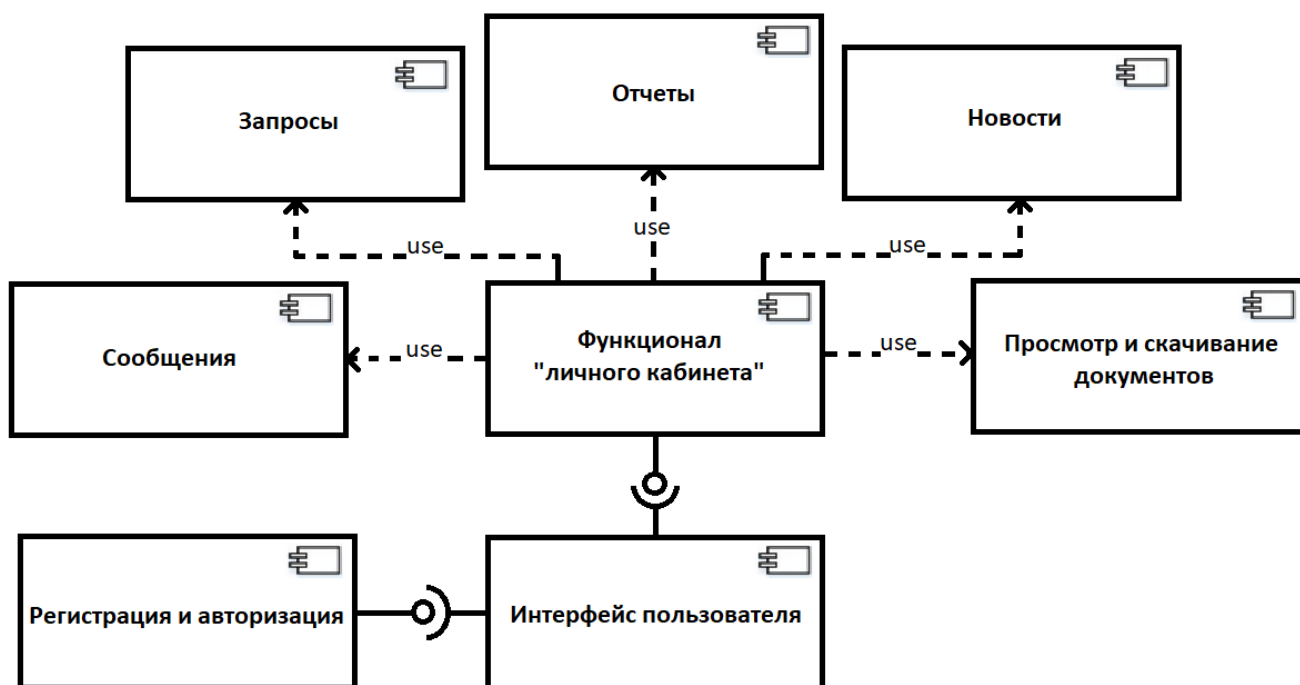 Отчеты
Запросы
Новости
use
use
use
Сообщения
use
Функционал
"личного кабинета"
use
Просмотр и скачивание
документов
Регистрация и авторизация
Интерфейс пользователя